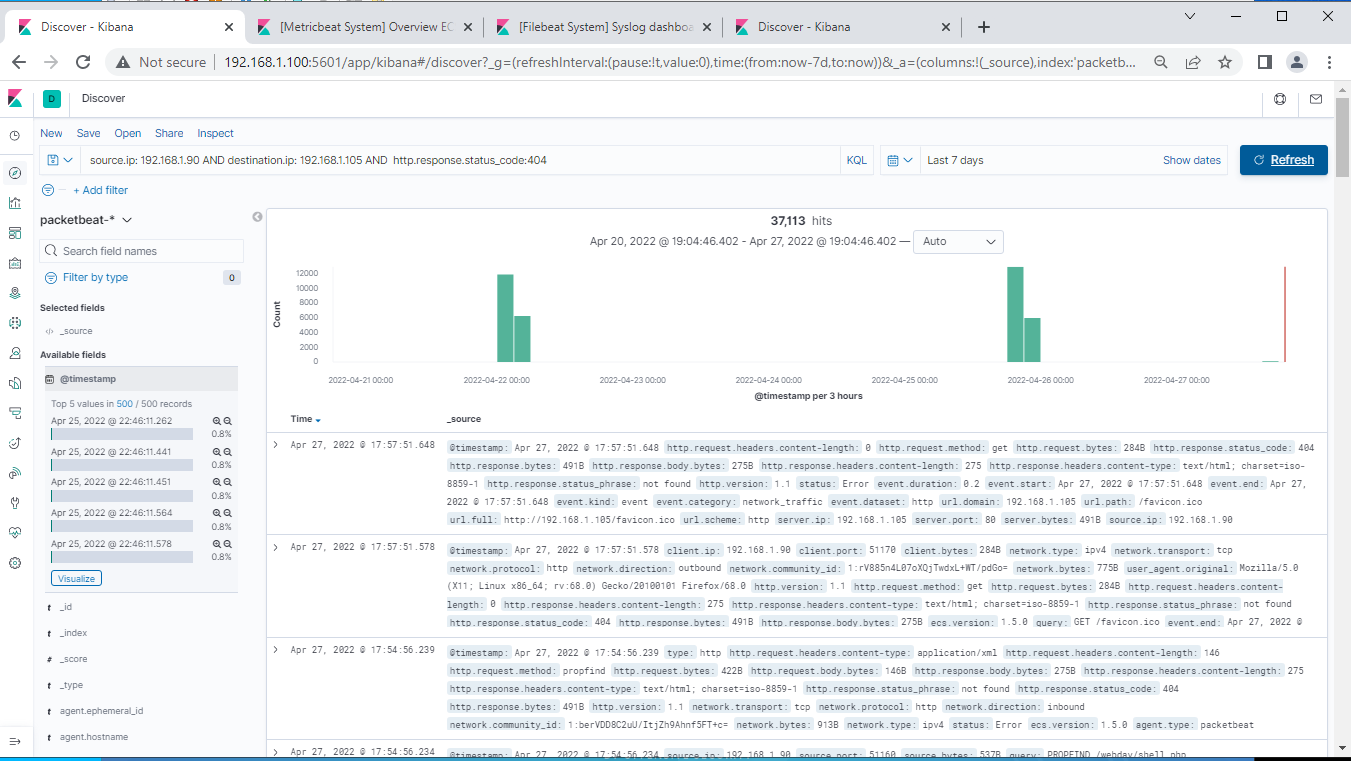 Discover - Kibana
[Metricbeat System] Overview EC
[Filebeat System] Syslog dashboa
Discover - Kibana
Not secure 192.168.1.100:5601/app/kibana#/discover?_g=(refreshInterval:(pause:!t,value:0),time:(from:now-7d,to:now))&_a=(columns:!(_source),index:'packetb...
D Discover
New Save Open Share Inspect
source.ip: 192.168.1.90 AND destination.ip: 192.168.1.105 AND http.response.status_code:404 KQL Last 7 days Show dates Refresh
+ Add filter
packetbeat-*
Search field names
Filter by type 0
Selected fields
_source
Available fields
@timestamp
Top 5 values in 500 / 500 records
Apr 25, 2022 @ 22:46:11.262
0.8%
Apr 25, 2022 @ 22:46:11.441
0.8%
Apr 25, 2022 @ 22:46:11.451
0.8%
Apr 25, 2022 @ 22:46:11.564
0.8%
Apr 25, 2022 @ 22:46:11.578
0.8%
Visualize
t _id
t _index
# _score
t _type
t agent.ephemeral_id
t agent.hostname
37,113 hits
Apr 20, 2022 @ 19:04:46.402 - Apr 27, 2022 @ 19:04:46.402 — Auto
Count
12000
10000
8000
6000
4000
2000
0
2022-04-21 00:00 2022-04-22 00:00 2022-04-23 00:00 2022-04-24 00:00 2022-04-25 00:00 2022-04-26 00:00 2022-04-27 00:00
@timestamp per 3 hours
Time _source
Apr 27, 2022 @ 17:57:51.648 @timestamp: Apr 27, 2022 @ 17:57:51.648 http.request.headers.content-length: 0 http.request.method: get http.request.bytes: 284B http.response.status_code: 404
http.response.bytes: 491B http.response.body.bytes: 275B http.response.headers.content-length: 275 http.response.headers.content-type: text/html; charset=iso-
8859-1 http.response.status_phrase: not found http.version: 1.1 status: Error event.duration: 0.2 event.start: Apr 27, 2022 @ 17:57:51.648 event.end: Apr 27,
2022 @ 17:57:51.648 event.kind: event event.category: network_traffic event.dataset: http url.domain: 192.168.1.105 url.path: /favicon.ico
url.full: http://192.168.1.105/favicon.ico url.scheme: http server.ip: 192.168.1.105 server.port: 80 server.bytes: 491B source.ip: 192.168.1.90
Apr 27, 2022 @ 17:57:51.578 @timestamp: Apr 27, 2022 @ 17:57:51.578 client.ip: 192.168.1.90 client.port: 51170 client.bytes: 284B network.type: ipv4 network.transport: tcp
network.protocol: http network.direction: outbound network.community_id: 1:rV885n4L07oXQjTwdxL+WT/pdGo= network.bytes: 775B user_agent.original: Mozilla/5.0
(X11; Linux x86_64; rv:68.0) Gecko/20100101 Firefox/68.0 http.version: 1.1 http.request.method: get http.request.bytes: 284B http.request.headers.content-
length: 0 http.response.headers.content-length: 275 http.response.headers.content-type: text/html; charset=iso-8859-1 http.response.status_phrase: not found
http.response.status_code: 404 http.response.bytes: 491B http.response.body.bytes: 275B ecs.version: 1.5.0 query: GET /favicon.ico event.end: Apr 27, 2022 @
Apr 27, 2022 @ 17:54:56.239 @timestamp: Apr 27, 2022 @ 17:54:56.239 type: http http.request.headers.content-type: application/xml http.request.headers.content-length: 146
http.request.method: propfind http.request.bytes: 422B http.request.body.bytes: 146B http.response.body.bytes: 275B http.response.headers.content-length: 275
http.response.headers.content-type: text/html; charset=iso-8859-1 http.response.status_phrase: not found http.response.status_code: 404
http.response.bytes: 491B http.version: 1.1 network.transport: tcp network.protocol: http network.direction: inbound
network.community_id: 1:berVDD8C2uU/ItjZh9Ahnf5FT+c= network.bytes: 913B network.type: ipv4 status: Error ecs.version: 1.5.0 agent.type: packetbeat
Apr 27, 2022 @ 17:54:56.234 @timestamp: Apr 27, 2022 @ 17:54:56.234 source.ip: 192.168.1.90 source.port: 51160 source.bytes: 537B query: PROPFIND /webdav/shell.php